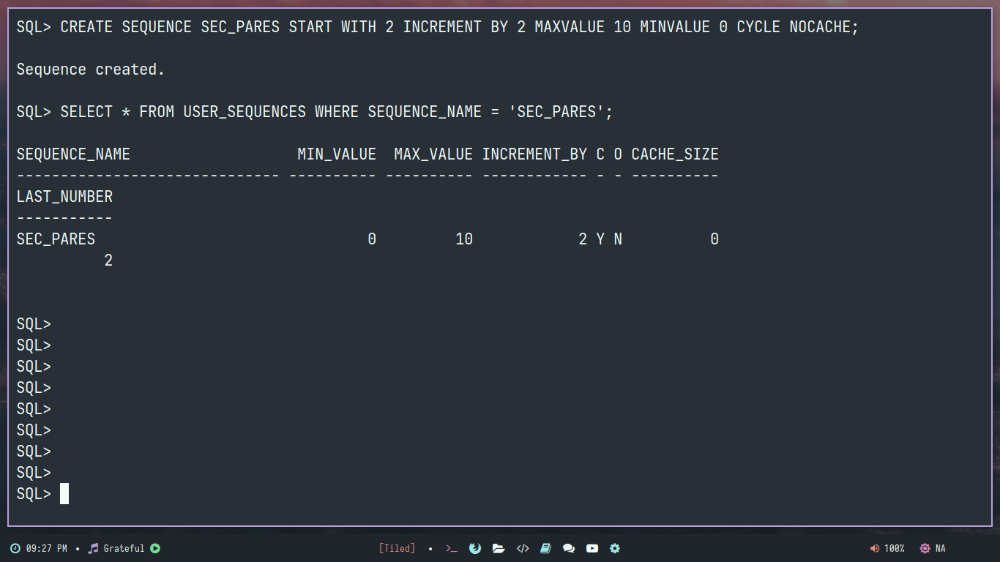 SQL> CREATE SEQUENCE SEC_PARES START WITH 2 INCREMENT BY 2 MAXVALUE 10 MINVALUE 0 CYCLE NOCACHE;
Sequence created.
SQL> SELECT * FROM USER_SEQUENCES WHERE SEQUENCE_NAME = 'SEC_PARES';
SEQUENCE_NAME                   MIN_VALUE  MAX_VALUE INCREMENT_BY C O CACHE_SIZE
------------------------------ ---------- ---------- ------------ - - ----------
LAST_NUMBER
-----------
SEC_PARES                               0         10            2 Y N          0
          2
SQL>
SQL>
SQL>
SQL>
SQL>
SQL>
SQL>
SQL>
SQL>
09:27 PM • Grateful [Tiled] • >_ </> 100% NA